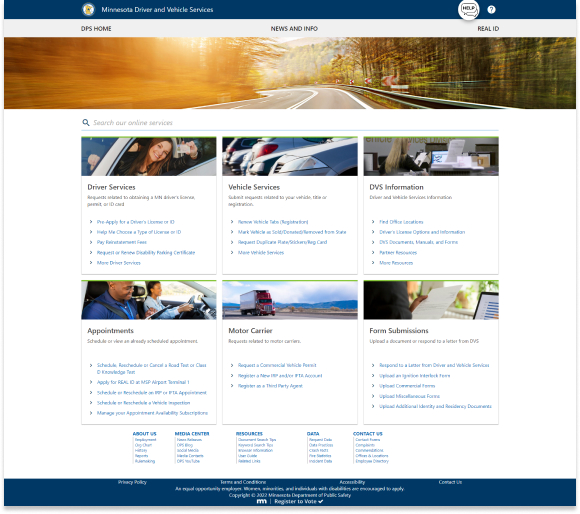 Minnesota Driver and Vehicle Services
HELP
?
DPS HOME
NEWS AND INFO
REAL ID
Search our online services
Driver Services
Requests related to obtaining a MN driver's license, permit, or ID card.
Pre-Apply for a Driver's License or ID
Help Me Choose a Type of License or ID
Pay Reinstatement Fees
Request or Renew Disability Parking Certificate
More Driver Services
Vehicle Services
Submit requests related to your vehicle, title or registration.
Renew Vehicle Tabs (Registration)
Mark Vehicle as Sold/Donated/Removed from State
Request Duplicate Plate/Stickers/Reg Card
More Vehicle Services
DVS Information
Driver and Vehicle Services Information
Find Office Locations
Driver's License Options and Information
DVS Documents, Manuals, and Forms
Partner Resources
More Resources
Appointments
Schedule or view an already scheduled appointment.
Schedule, Reschedule or Cancel a Road Test or Class D Knowledge Test
Apply for REAL ID at MSP Airport Terminal 1
Schedule or Reschedule an IRP or IFTA Appointment
Schedule or Reschedule a Vehicle Inspection
Manage your Appointment Availability Subscriptions
Motor Carrier
Requests related to motor carriers.
Request a Commercial Vehicle Permit
Register a New IRP and/or IFTA Account
Register as a Third Party Agent
Form Submissions
Upload a document or respond to a letter from DVS
Respond to a Letter from Driver and Vehicle Services
Upload an Ignition Interlock Form
Upload Commercial Forms
Upload Miscellaneous Forms
Upload Additional Identity and Residency Documents
ABOUT US
Employment
Org Chart
History
Reports
Rulemaking
MEDIA CENTER
News Releases
DPS Blog
Social Media
Media Contacts
DPS YouTube
RESOURCES
Document Search Tips
Keyword Search Tips
Browser Information
User Guide
Related Links
DATA
Request Data
Data Practices
Crash Facts
Fire Statistics
Incident Data
CONTACT US
Contact Forms
Complaints
Commendations
Offices & Locations
Employee Directory
Privacy Policy
Terms and Conditions
Accessibility
Contact Us
An equal opportunity employer. Women, minorities, and individuals with disabilities are encouraged to apply.
Copyright © 2022 Minnesota Department of Public Safety
Register to Vote